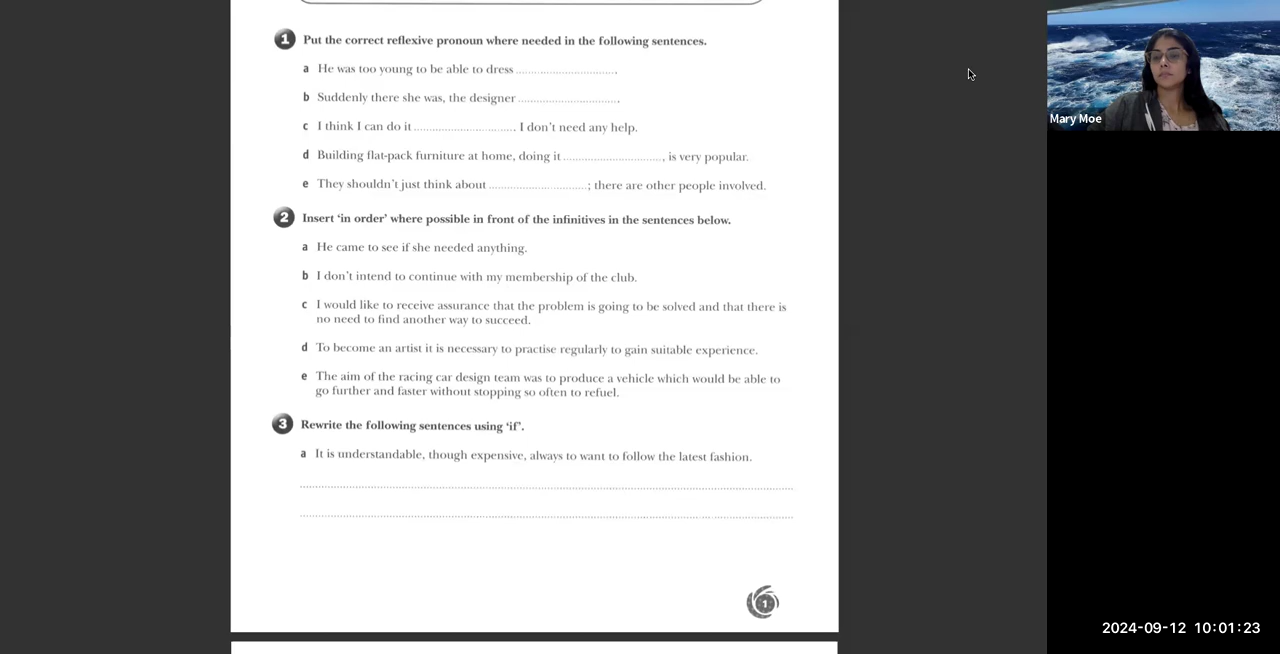 1 Put the correct reflexive pronoun where needed in the following sentences.
a He was too young to be able to dress ............................... .
b Suddenly there she was, the designer ............................... .
c I think I can do it ............................... . I don't need any help.
d Building flat-pack furniture at home, doing it ............................... , is very popular.
e They shouldn't just think about ............................... ; there are other people involved.
2 Insert 'in order' where possible in front of the infinitives in the sentences below.
a He came to see if she needed anything.
b I don't intend to continue with my membership of the club.
c I would like to receive assurance that the problem is going to be solved and that there is
no need to find another way to succeed.
d To become an artist it is necessary to practise regularly to gain suitable experience.
e The aim of the racing car design team was to produce a vehicle which would be able to
go further and faster without stopping so often to refuel.
3 Rewrite the following sentences using 'if'.
a It is understandable, though expensive, always to want to follow the latest fashion.
1
Mary Moe
2024-09-12 10:01:23